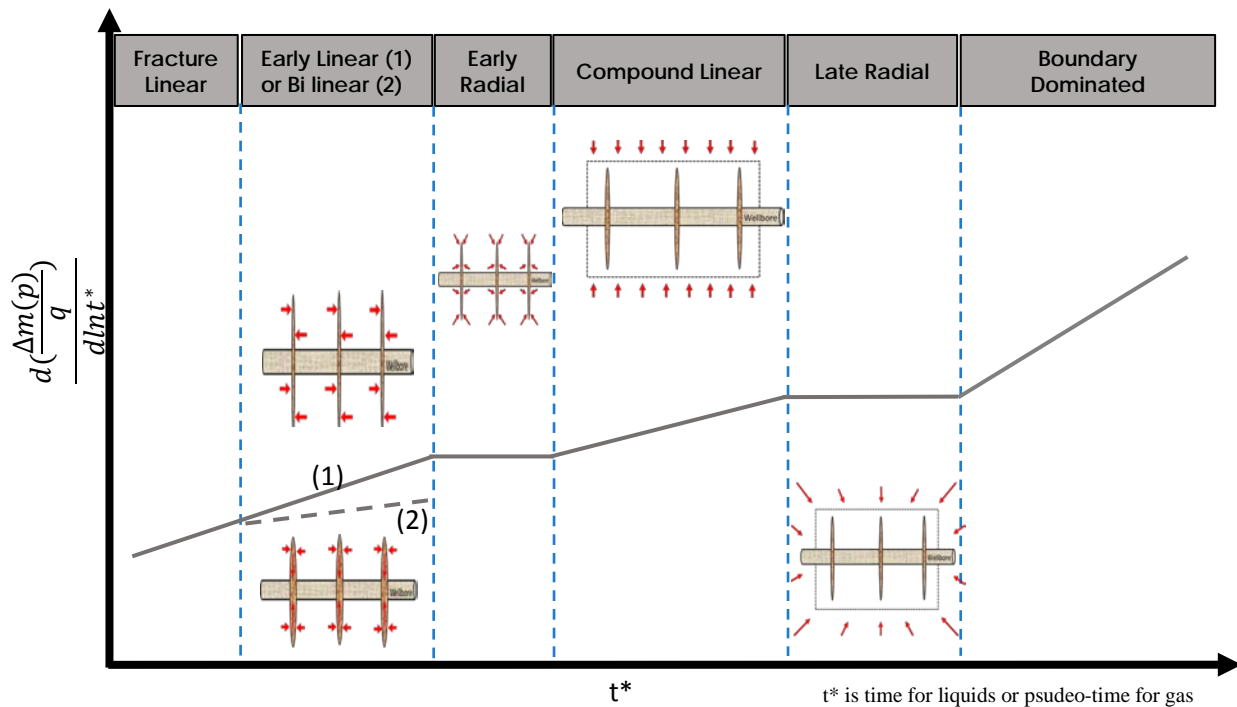 Fracture
Linear
Early Linear (1)
or Bi linear (2)
Early
Radial
Compound Linear
Late Radial
Boundary
Dominated
Wellbore
Wellbore
Wellbore
(1)
(2)
Wellbore
Wellbore
d(Δm(p)/q)
dlnt*
t*
t* is time for liquids or psudeo-time for gas